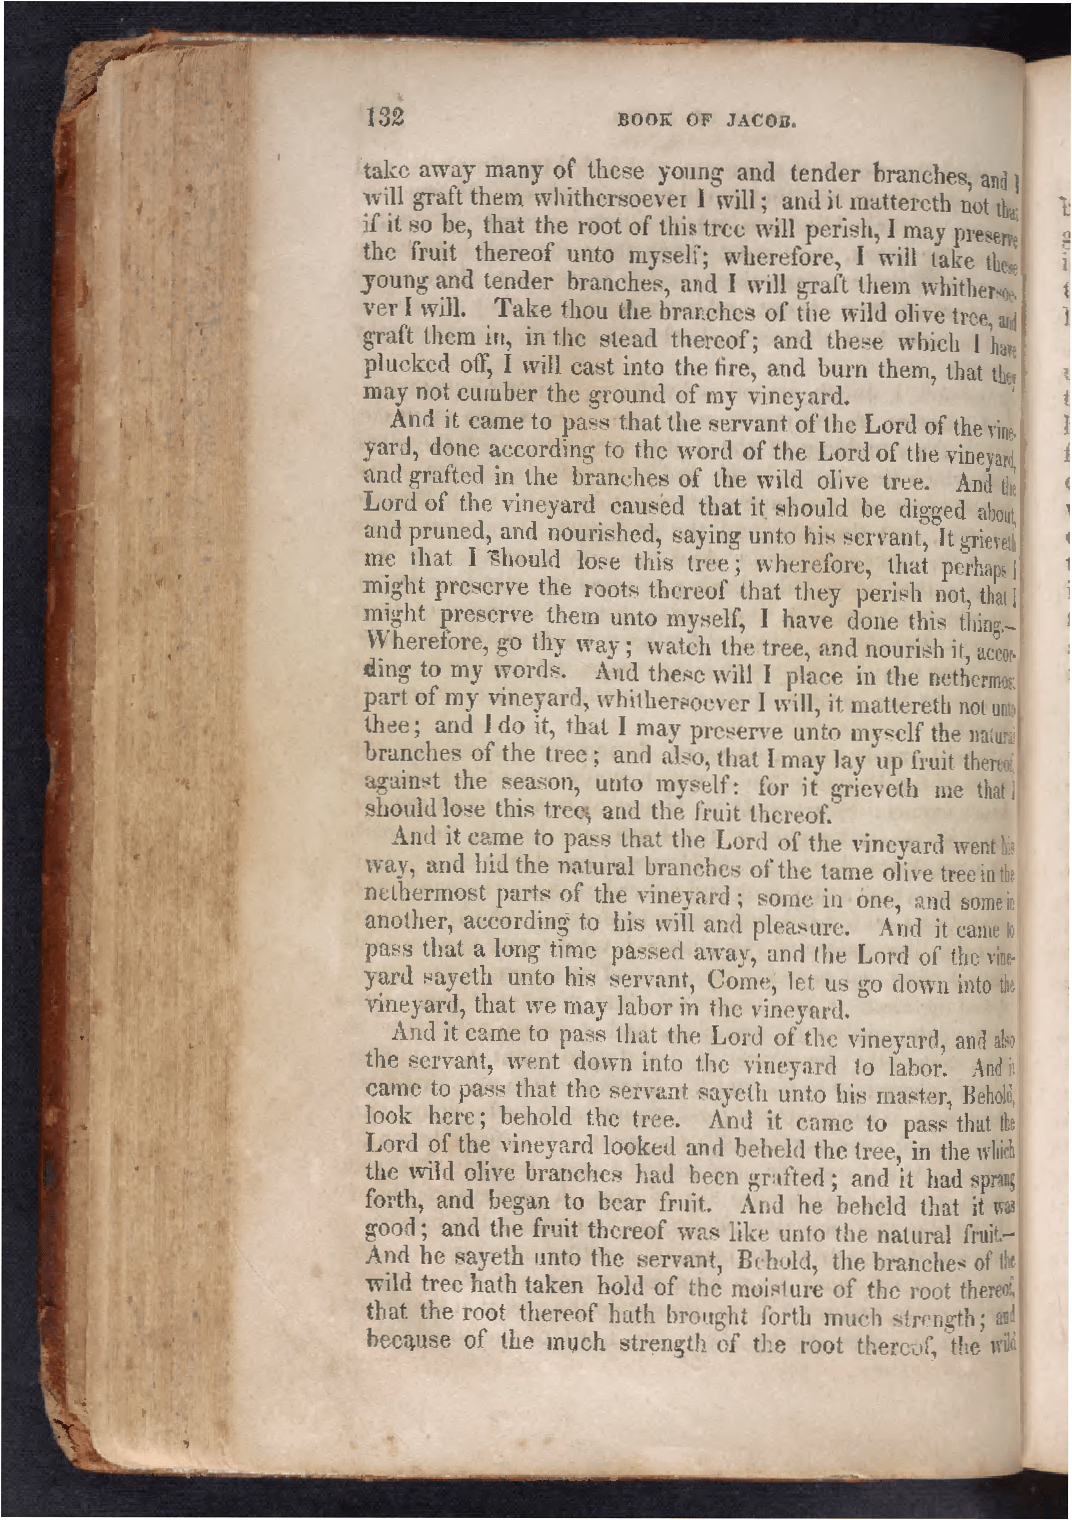 132 BOOK OF JACOB.
take away many of these young and tender branches, and I
will graft them whithersoever I will; and it mattereth not that
if it so be, that the root of this tree will perish, I may preserve
the fruit thereof unto myself; wherefore, I will take these
young and tender branches, and I will graft them whitherso-
ver I will. Take thou the branches of the wild olive tree, and
graft them in, in the stead thereof; and these which I have
plucked off, I will cast into the fire, and burn them, that they
may not cumber the ground of my vineyard.
And it came to pass that the servant of the Lord of the vine-
yard, done according to the word of the Lord of the vineyard,
and grafted in the branches of the wild olive tree. And the
Lord of the vineyard caused that it should be digged about,
and pruned, and nourished, saying unto his servant, It grieveth
me that I should lose this tree; wherefore, that perhaps I
might preserve the roots thereof that they perish not, that I
might preserve them unto myself, I have done this thing.—
Wherefore, go thy way; watch the tree, and nourish it, accor-
ding to my words. And these will I place in the nethermost
part of my vineyard, whithersoever I will, it mattereth not unto
thee; and I do it, that I may preserve unto myself the natural
branches of the tree; and also, that I may lay up fruit thereof,
against the season, unto myself: for it grieveth me that I
should lose this tree, and the fruit thereof.
And it came to pass that the Lord of the vineyard went his
way, and hid the natural branches of the tame olive tree in the
nethermost parts of the vineyard; some in one, and some in
another, according to his will and pleasure. And it came to
pass that a long time passed away, and the Lord of the vine-
yard sayeth unto his servant, Come, let us go down into the
vineyard, that we may labor in the vineyard.
And it came to pass that the Lord of the vineyard, and also
the servant, went down into the vineyard to labor. And it
came to pass that the servant sayeth unto his master, Behold,
look here; behold the tree. And it came to pass that the
Lord of the vineyard looked and beheld the tree, in the which
the wild olive branches had been grafted; and it had sprang
forth, and began to bear fruit. And he beheld that it was
good; and the fruit thereof was like unto the natural fruit.—
And he sayeth unto the servant, Behold, the branches of the
wild tree hath taken hold of the moisture of the root thereof,
that the root thereof hath brought forth much strength; and
because of the much strength of the root thereof, the wild